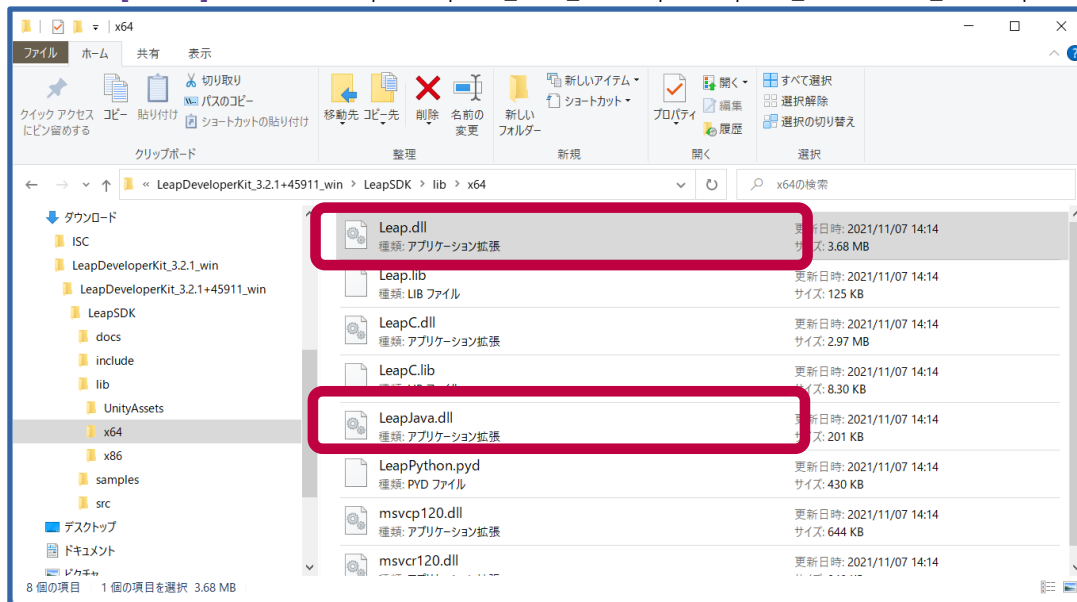 x64
ファイル ホーム 共有 表示
クイック アクセス
にピン留めする
コピー
貼り付け
切り取り
パスのコピー
ショートカットの貼り付け
クリップボード
移動先
コピー先
削除
名前の
変更
整理
新しい
フォルダー
新しいアイテム
ショートカット
新規
プロパティ
開く
編集
履歴
開く
すべて選択
選択解除
選択の切り替え
選択
« LeapDeveloperKit_3.2.1+45911_win > LeapSDK > lib > x64
x64の検索
ダウンロード
ISC
LeapDeveloperKit_3.2.1_win
LeapDeveloperKit_3.2.1+45911_win
LeapSDK
docs
include
lib
UnityAssets
x64
x86
samples
src
デスクトップ
ドキュメント
ピクチャ
Leap.dll
種類: アプリケーション拡張
更新日時: 2021/11/07 14:14
サイズ: 3.68 MB
Leap.lib
種類: LIB ファイル
更新日時: 2021/11/07 14:14
サイズ: 125 KB
LeapC.dll
種類: アプリケーション拡張
更新日時: 2021/11/07 14:14
サイズ: 2.97 MB
LeapC.lib
更新日時: 2021/11/07 14:14
サイズ: 8.30 KB
LeapJava.dll
種類: アプリケーション拡張
更新日時: 2021/11/07 14:14
サイズ: 201 KB
LeapPython.pyd
種類: PYD ファイル
更新日時: 2021/11/07 14:14
サイズ: 430 KB
msvcp120.dll
種類: アプリケーション拡張
更新日時: 2021/11/07 14:14
サイズ: 644 KB
msvcr120.dll
更新日時: 2021/11/07 14:14
8 個の項目 1 個の項目を選択 3.68 MB